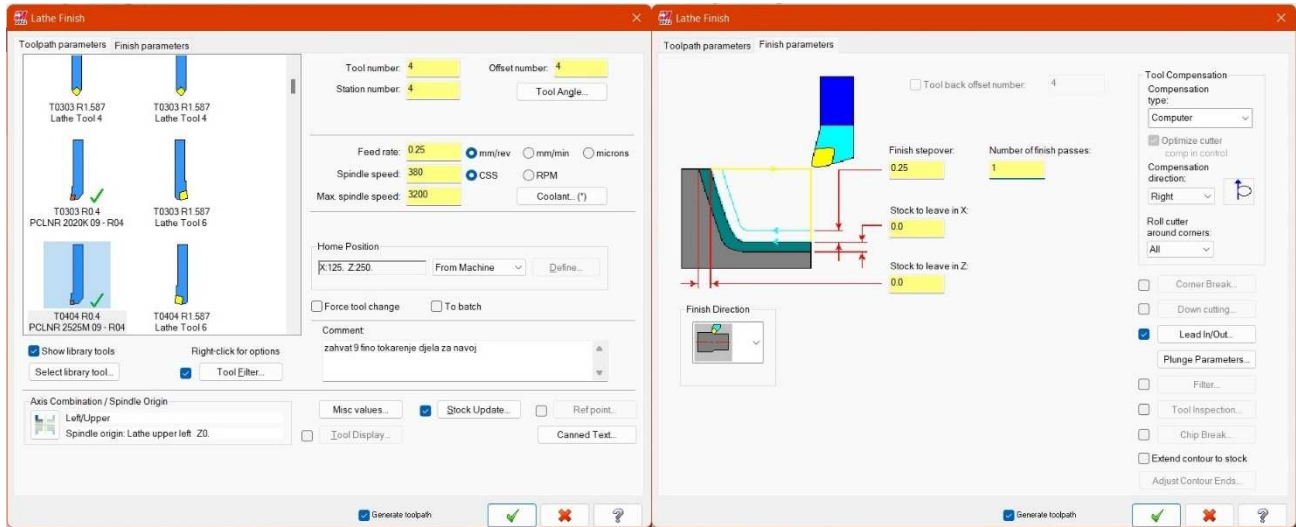 Lathe Finish
Toolpath parameters Finish parameters
T0303 R1.587 T0303 R1.587
Lathe Tool 4 Lathe Tool 4
T0303 R0.4 T0303 R1.587
PCLNR 2020K 09 - R04 Lathe Tool 6
T0404 R0.4 T0404 R1.587
PCLNR 2525M 09 - R04 Lathe Tool 6
Show library tools Right-click for options
Select library tool... Tool Filter...
Axis Combination / Spindle Origin
Left/Upper
Spindle origin: Lathe upper left Z0.
Tool number: 4 Offset number: 4
Station number: 4 Tool Angle...
Feed rate: 0.25 mm/rev mm/min microns
Spindle speed: 380 CSS RPM
Max. spindle speed: 3200 Coolant... (*)
Home Position
X:125. Z:250. From Machine Define...
Force tool change To batch
Comment:
zahvat 9 fino tokarenje djela za navoj
Misc values... Stock Update... Ref point...
Tool Display... Canned Text...
Generate toolpath ?
Lathe Finish
Toolpath parameters Finish parameters
Tool back offset number: 4
Finish stepover: Number of finish passes:
0.25 1
Stock to leave in X:
0.0
Stock to leave in Z:
0.0
Finish Direction
Tool Compensation
Compensation
type:
Computer
Optimize cutter
comp in control
Compensation
direction:
Right
Roll cutter
around corners:
All
Corner Break...
Down cutting...
Lead In/Out...
Plunge Parameters...
Filter...
Tool Inspection...
Chip Break...
Extend contour to stock
Adjust Contour Ends...
Generate toolpath ?